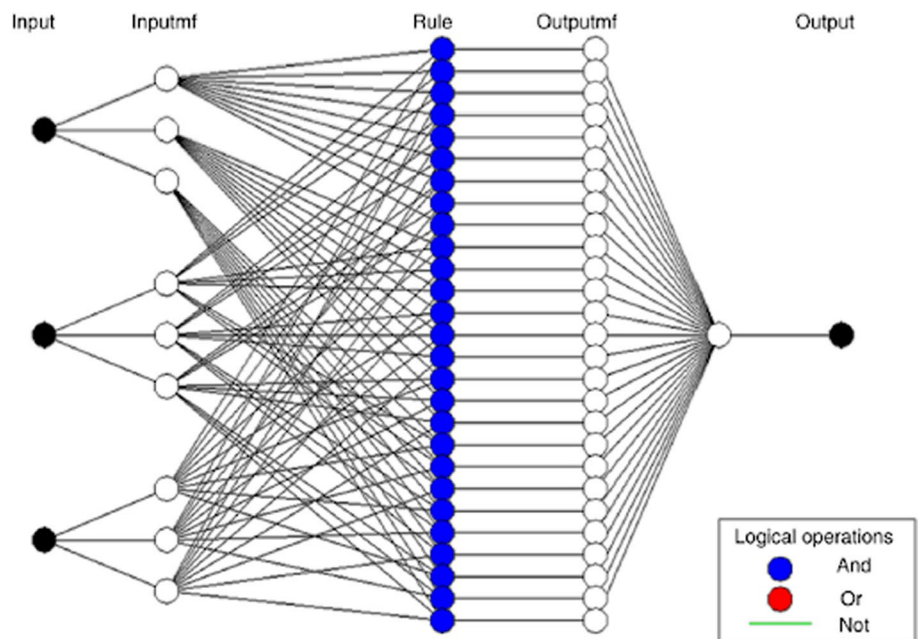 Input Inputmf Rule Outputmf Output
Logical operations
And
Or
Not